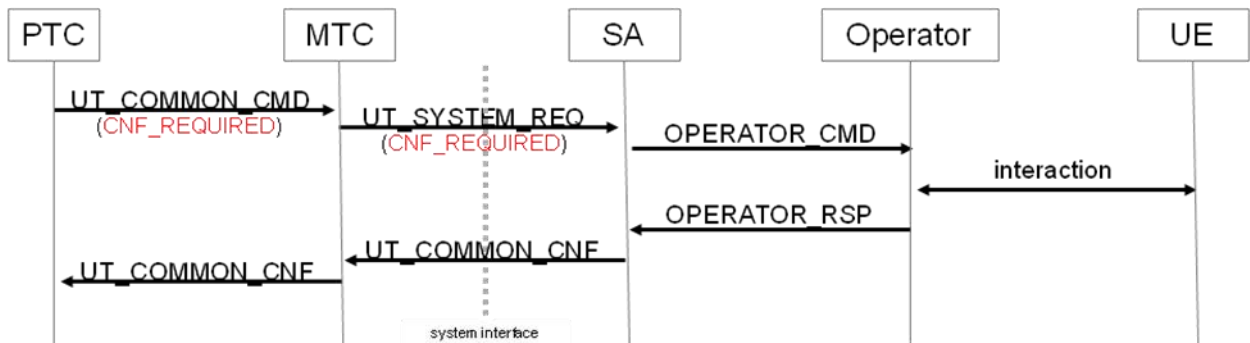 PTC MTC SA Operator UE
UT_COMMON_CMD
(CNF_REQUIRED)
UT_SYSTEM_REQ
(CNF_REQUIRED)
OPERATOR_CMD
interaction
OPERATOR_RSP
UT_COMMON_CNF
UT_COMMON_CNF
system interface